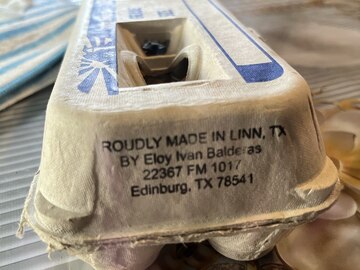 ROUDLY MADE IN LINN, TX
BY Eloy Ivan Balderas
22367 FM 1017
Edinburg, TX 78541